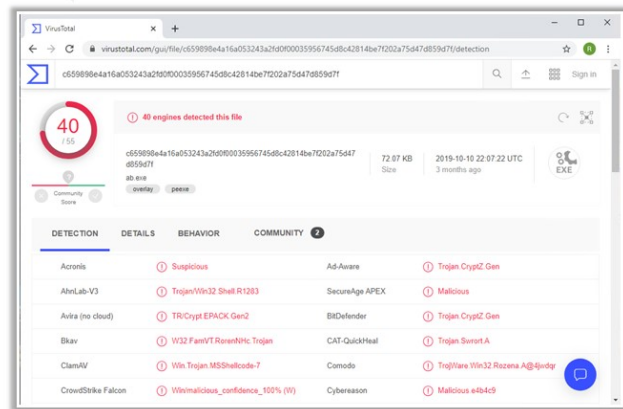 VirusTotal
virustotal.com/gui/file/c659898e4a16a053243a2fd0f00035956745d8c42814be7f202a75d47d859d7f/detection
R
c659898e4a16a053243a2fd0f00035956745d8c42814be7f202a75d47d859d7f
Sign in
40
/ 55
40 engines detected this file
c659898e4a16a053243a2fd0f00035956745d8c42814be7f202a75d47
d859d7f
ab.exe
overlay peexe
72.07 KB
Size
2019-10-10 22:07:22 UTC
3 months ago
EXE
?
Community
Score
DETECTION DETAILS BEHAVIOR COMMUNITY 2
Acronis Suspicious Ad-Aware Trojan.CryptZ.Gen
AhnLab-V3 Trojan/Win32.Shell.R1283 SecureAge APEX Malicious
Avira (no cloud) TR/Crypt.EPACK.Gen2 BitDefender Trojan.CryptZ.Gen
Bkav W32.FamVT.RorenNHc.Trojan CAT-QuickHeal Trojan.Swrort.A
ClamAV Win.Trojan.MSShellcode-7 Comodo TrojWare.Win32.Rozena.A@4jwdqr
CrowdStrike Falcon Win/malicious_confidence_100% (W) Cybereason Malicious.e4b4c9